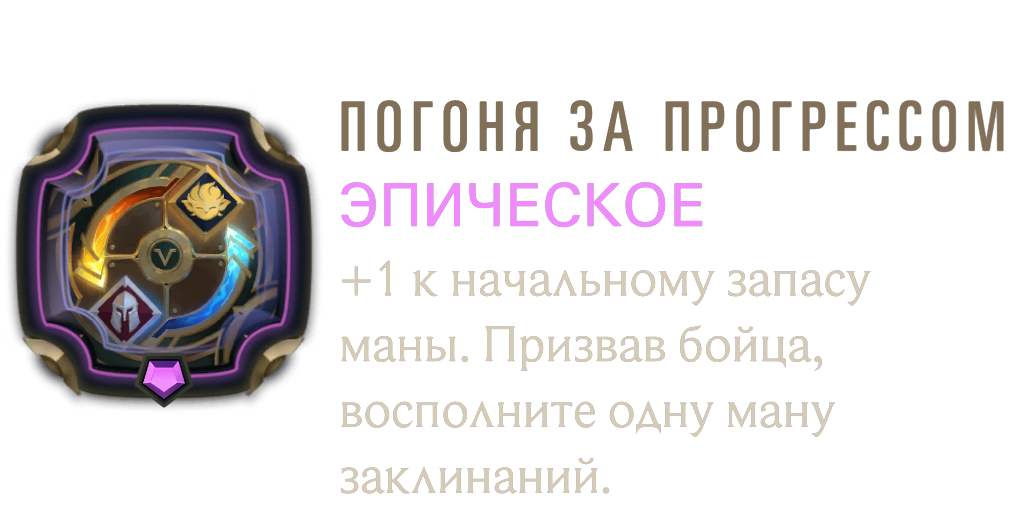 ПОГОНЯ ЗА ПРОГРЕССОМ
ЭПИЧЕСКОЕ
+1 к начальному запасу
маны. Призвав бойца,
восполните одну ману
заклинаний.
V